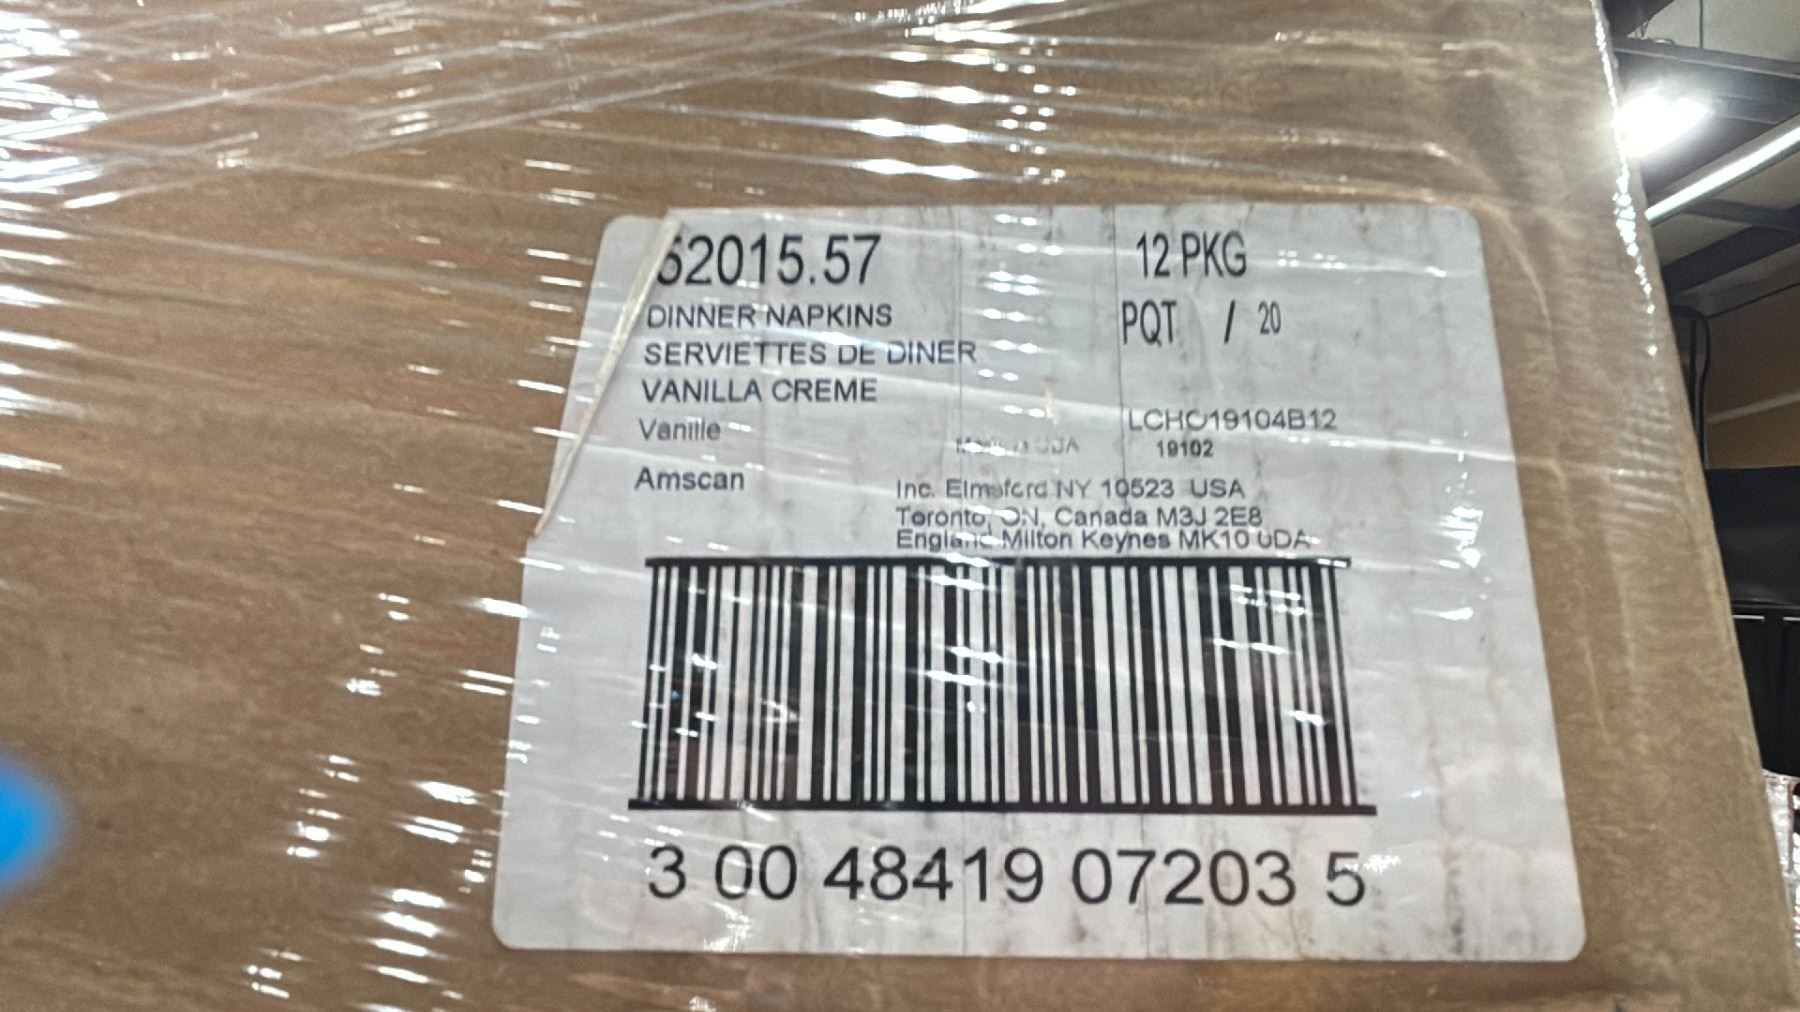 62015.57
12 PKG
PQT / 20
DINNER NAPKINS
SERVIETTES DE DINER
VANILLA CREME
Vanille
LCHO19104B12
19102
Amscan
Inc. Elmsford NY 10523 USA
Toronto, ON, Canada M3J 2E8
England Milton Keynes MK10 0DA
3 00 48419 07203 5